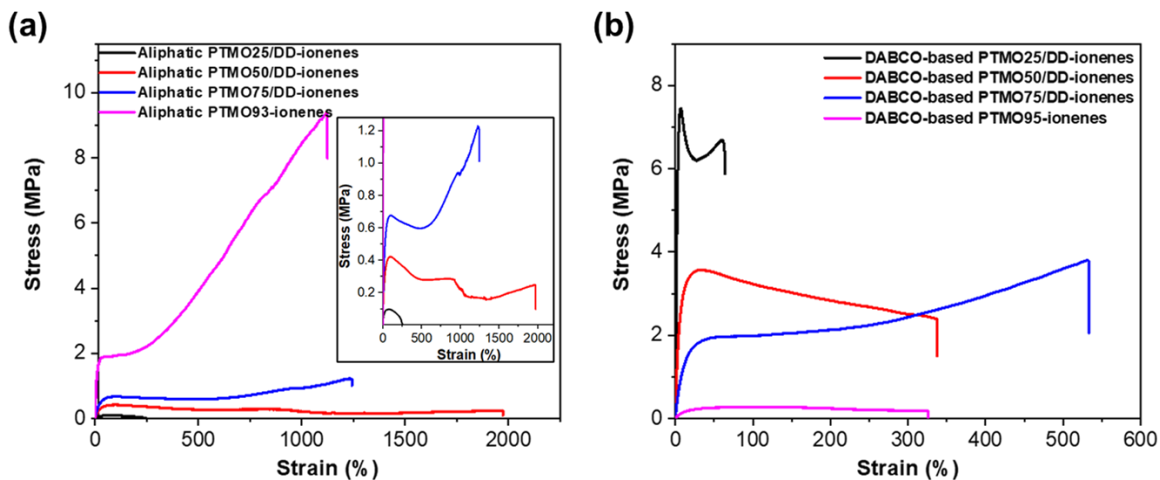 (a)
Aliphatic PTMO25/DD-ionenes
Aliphatic PTMO50/DD-ionenes
Aliphatic PTMO75/DD-ionenes
Aliphatic PTMO93-ionenes
Stress (MPa)
10
8
6
4
2
0
0
500
1000
1500
2000
Strain (%)
Stress (MPa)
1.2
1.0
0.8
0.6
0.4
0.2
0
500
1000
1500
2000
Strain (%)
(b)
DABCO-based PTMO25/DD-ionenes
DABCO-based PTMO50/DD-ionenes
DABCO-based PTMO75/DD-ionenes
DABCO-based PTMO95-ionenes
Stress (MPa)
8
6
4
2
0
0
100
200
300
400
500
600
Strain (%)